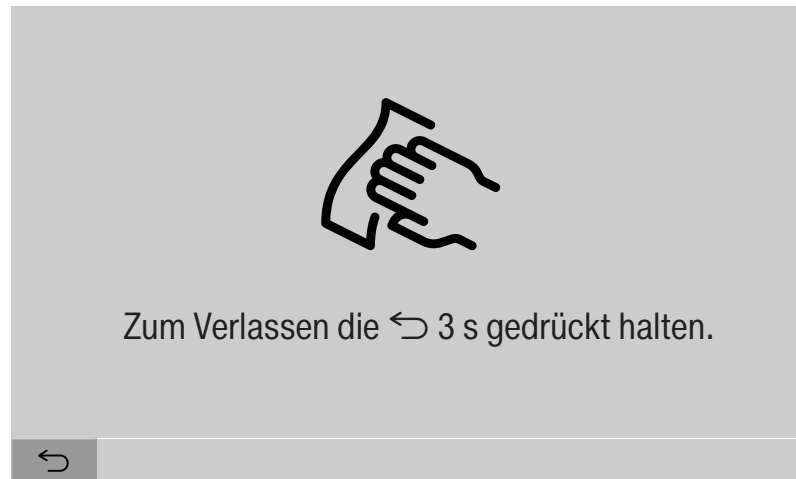 Zum Verlassen die ⮌ 3 s gedrückt halten.